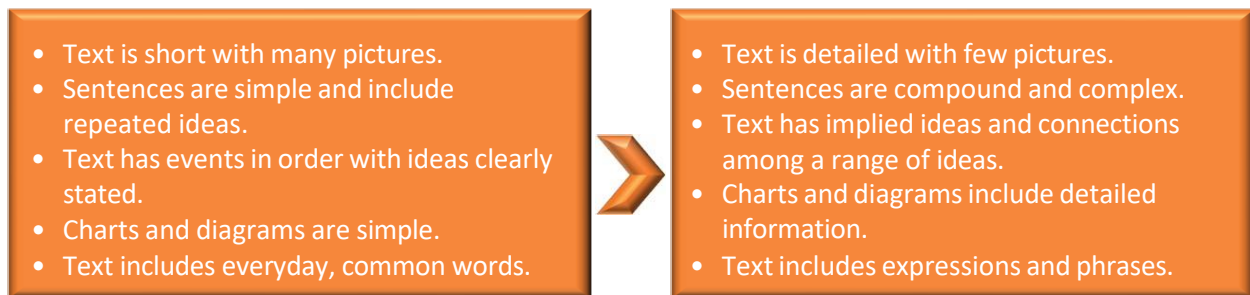 • Text is short with many pictures.
• Sentences are simple and include
repeated ideas.
• Text has events in order with ideas clearly
stated.
• Charts and diagrams are simple.
• Text includes everyday, common words.
• Text is detailed with few pictures.
• Sentences are compound and complex.
• Text has implied ideas and connections
among a range of ideas.
• Charts and diagrams include detailed
information.
• Text includes expressions and phrases.